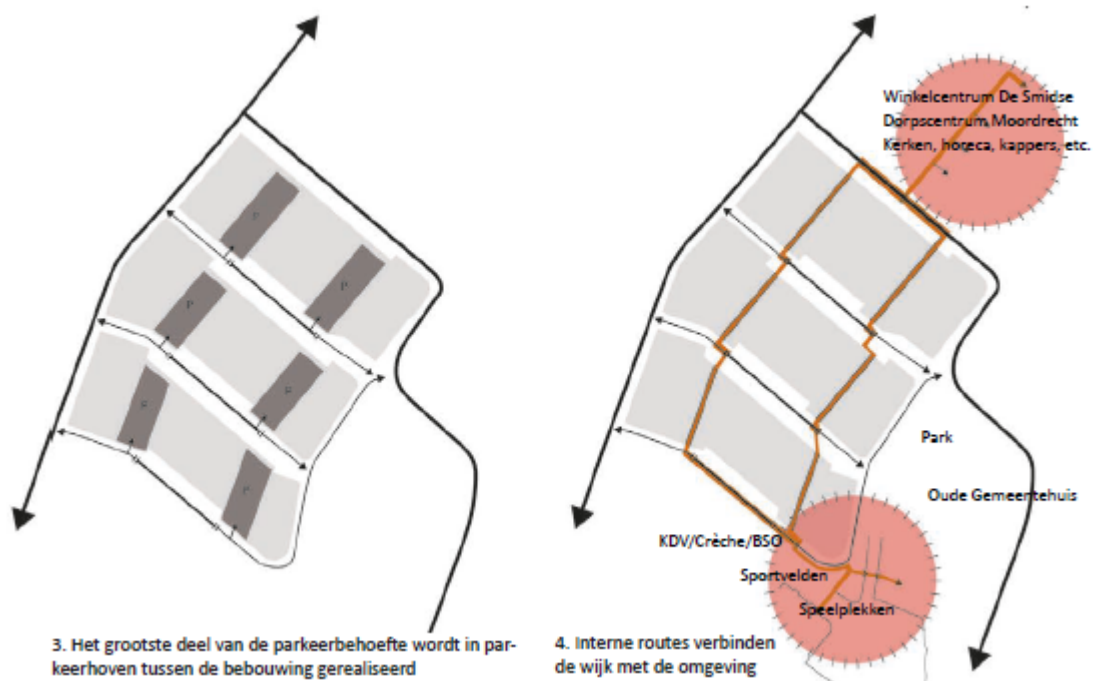 Winkelcentrum De Smidse
Dorpscentrum Moordrecht
Kerken, horeca, kappers, etc.
P
P
P
P
P
P
Park
Oude Gemeentehuis
KDV/Crèche/BSO
Sportvelden
Speelplekken
3. Het grootste deel van de parkeerbehoefte wordt in par-
keerhoven tussen de bebouwing gerealiseerd
4. Interne routes verbinden
de wijk met de omgeving